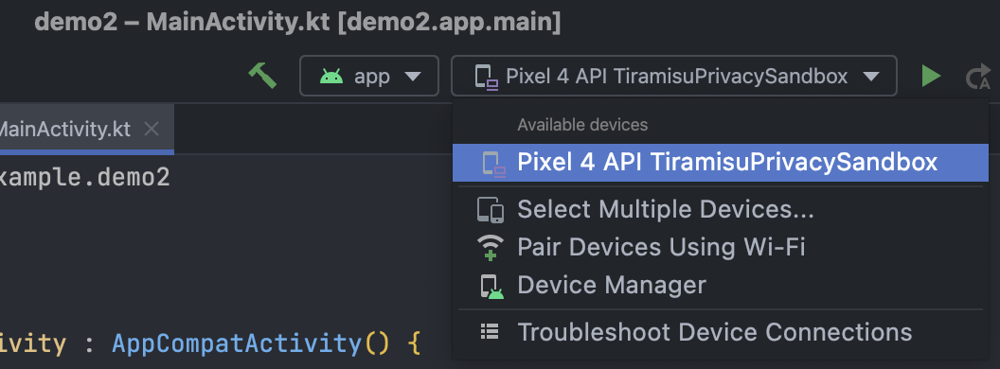 demo2 – MainActivity.kt [demo2.app.main]
app
Pixel 4 API TiramisuPrivacySandbox
A
MainActivity.kt
Available devices
Pixel 4 API TiramisuPrivacySandbox
xample.demo2
Select Multiple Devices...
Pair Devices Using Wi-Fi
Device Manager
ivity : AppCompatActivity() {
Troubleshoot Device Connections